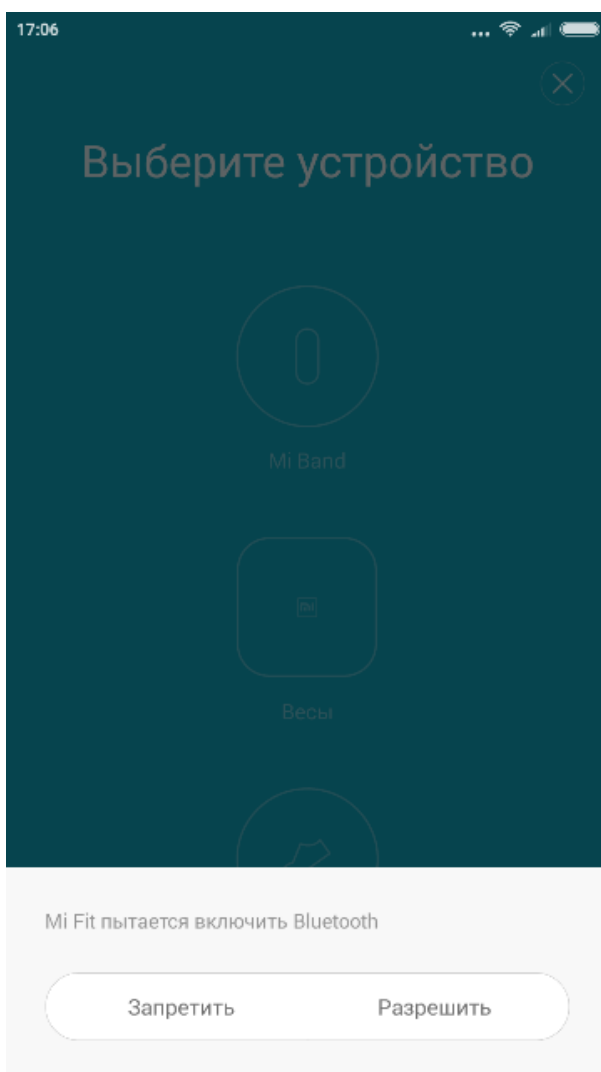 17:06
Выберите устройство
Mi Band
mi
Весы
Mi Fit пытается включить Bluetooth
Запретить Разрешить